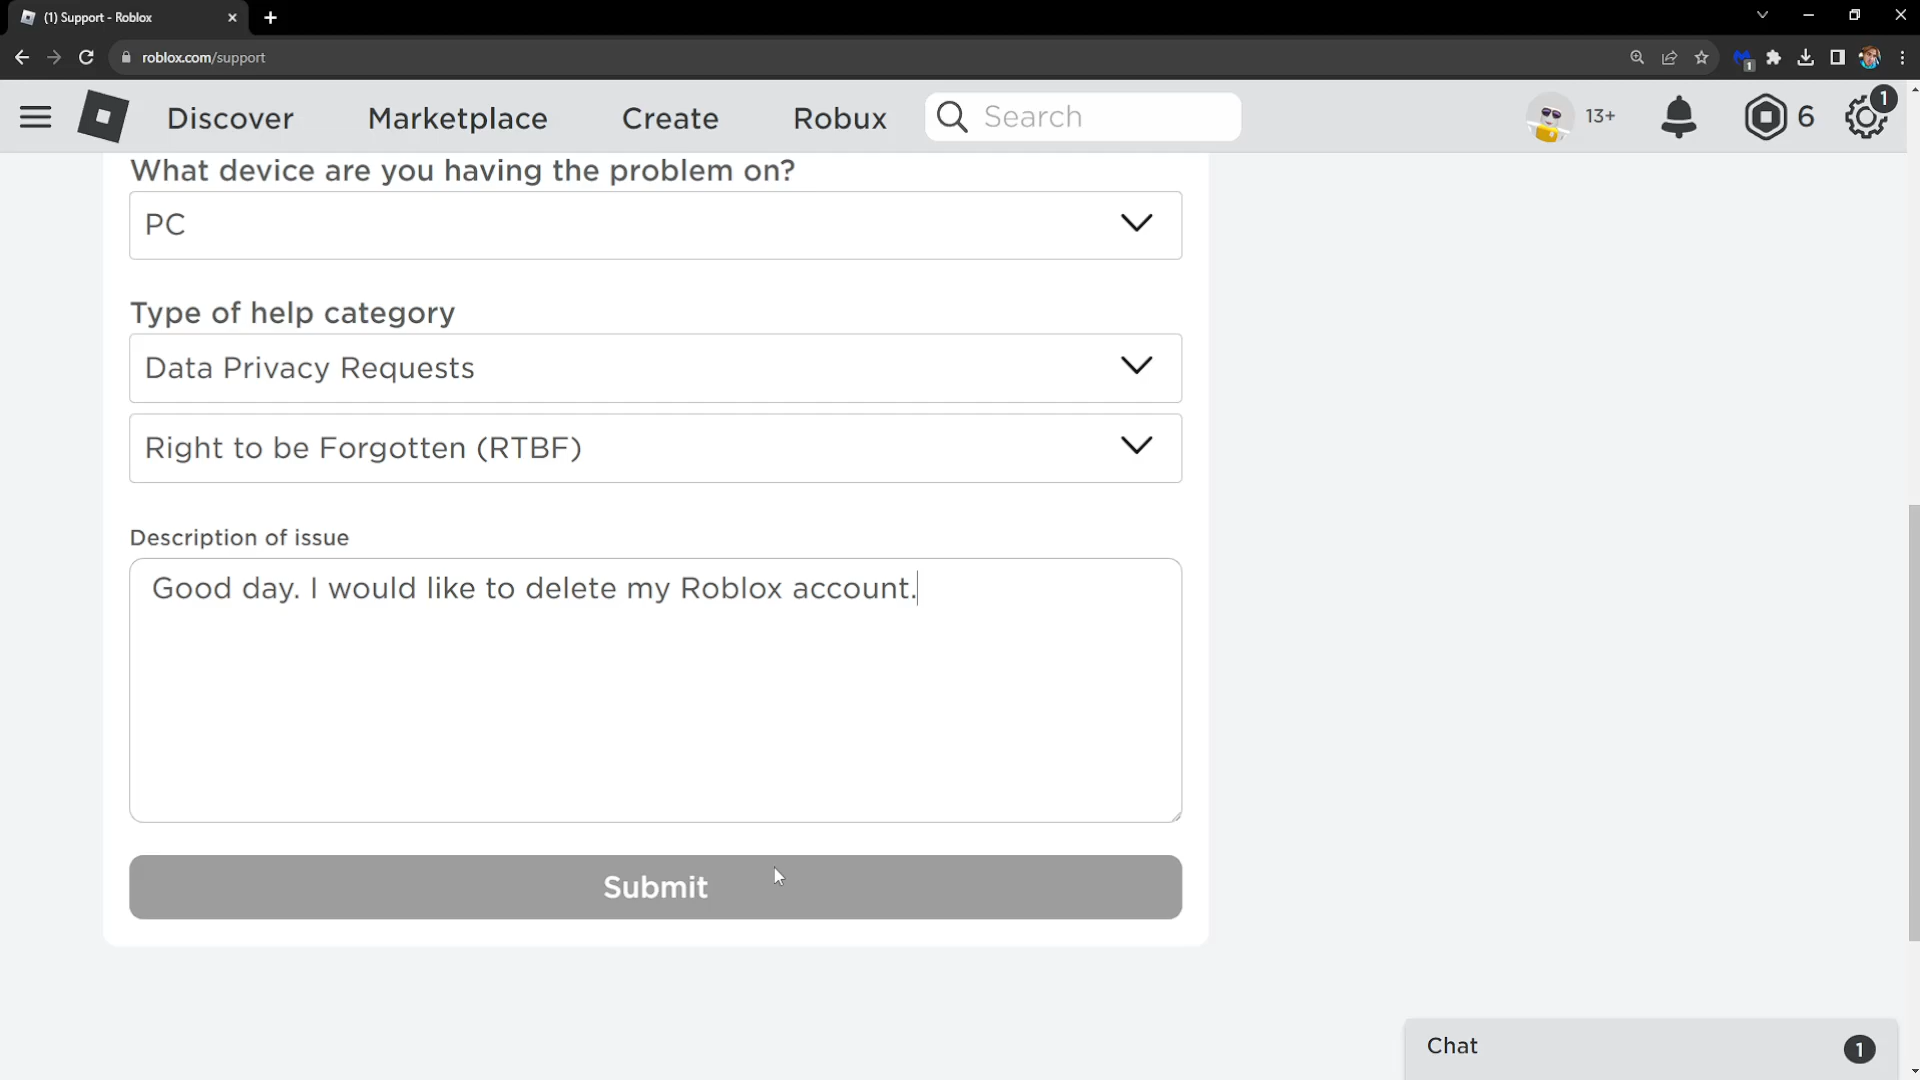 (1) Support - Roblox
roblox.com/support
1
Discover
Marketplace
Create
Robux
Search
13+
6
1
What device are you having the problem on?
PC
Type of help category
Data Privacy Requests
Right to be Forgotten (RTBF)
Description of issue
Good day. I would like to delete my Roblox account.
Submit
Chat
1